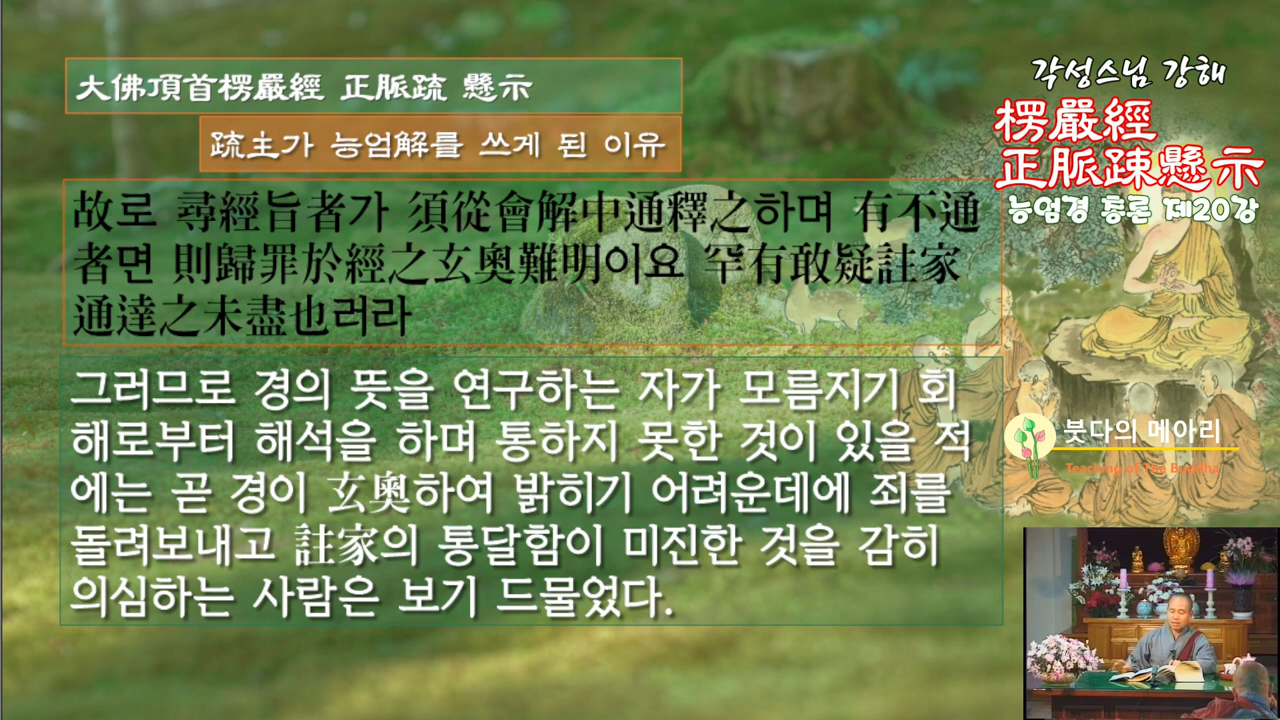 大佛頂首楞嚴經 正脈疏 懸示
疏主가 능엄解를 쓰게 된 이유
故로 尋經旨者가 須從會解中通釋之하며 有不通
者면 則歸罪於經之玄奧難明이요 罕有敢疑註家
通達之未盡也러라
그러므로 경의 뜻을 연구하는 자가 모름지기 회
해로부터 해석을 하며 통하지 못한 것이 있을 적
에는 곧 경이 玄奧하여 밝히기 어려운데에 죄를
돌려보내고 註家의 통달함이 미진한 것을 감히
의심하는 사람은 보기 드물었다.
각성스님 강해
楞嚴經
正脈疎懸示
능엄경 총론 제20강
붓다의 메아리
Teaching of The Buddha